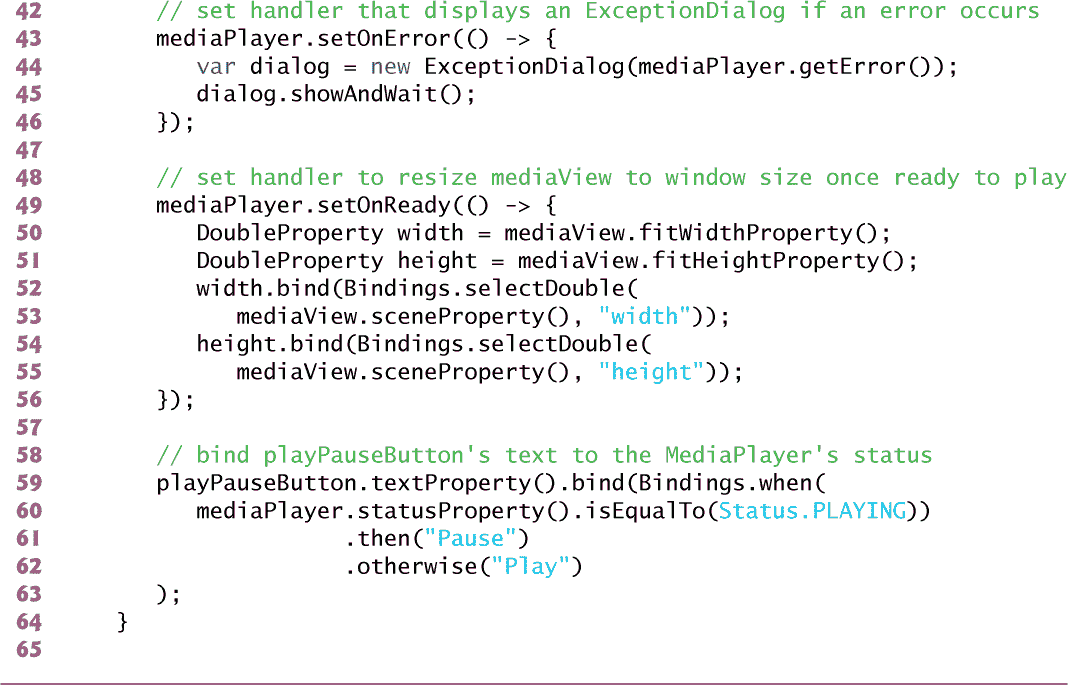 42 // set handler that displays an ExceptionDialog if an error occurs
43 mediaPlayer.setOnError(() -> {
44 var dialog = new ExceptionDialog(mediaPlayer.getError());
45 dialog.showAndWait();
46 });
47
48 // set handler to resize mediaView to window size once ready to play
49 mediaPlayer.setOnReady(() -> {
50 DoubleProperty width = mediaView.fitWidthProperty();
51 DoubleProperty height = mediaView.fitHeightProperty();
52 width.bind(Bindings.selectDouble(
53 mediaView.sceneProperty(), "width"));
54 height.bind(Bindings.selectDouble(
55 mediaView.sceneProperty(), "height"));
56 });
57
58 // bind playPauseButton's text to the MediaPlayer's status
59 playPauseButton.textProperty().bind(Bindings.when(
60 mediaPlayer.statusProperty().isEqualTo(Status.PLAYING))
61 .then("Pause")
62 .otherwise("Play")
63 );
64 }
65